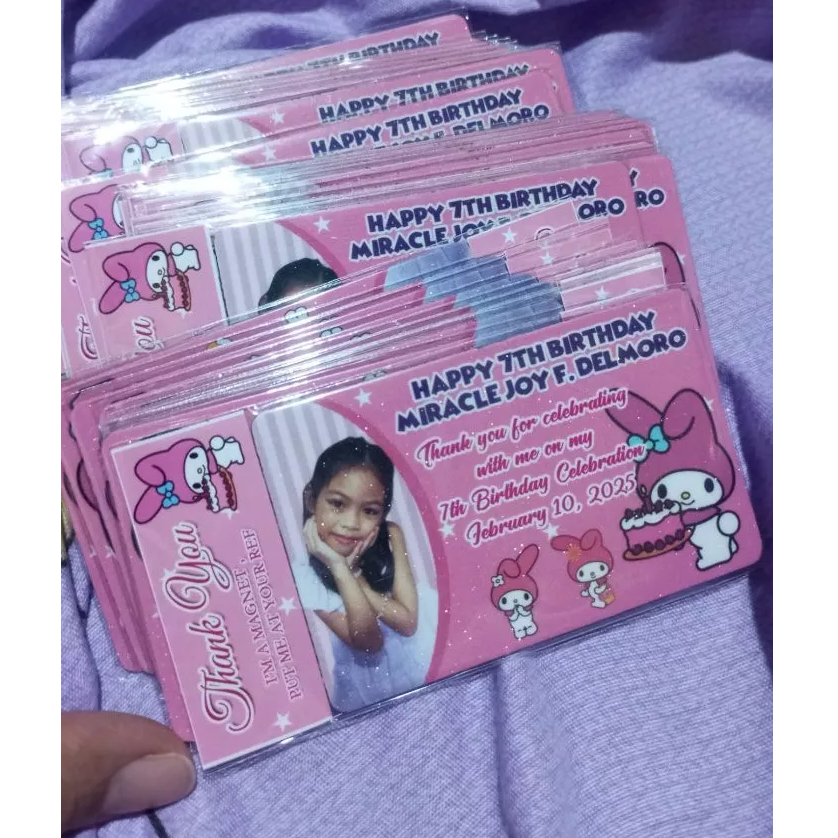 7TH BIRTHDAY
HAPPY 7TH BIRTHDAY
HAPPY 7TH BIRTHDAY
F. DELMORO
HAPPY 7TH BIRTHDAY
MIRACLE JOY
ORO
RO
HAPPY 7TH BIRTHDAY
MIRACLE JOY F. DELMORO
Thank you for celebrating
with me on my
7th Birthday Celebration
February 10, 2025
Thank You
I'M A MAGNET,
PUT ME AT YOUR REF